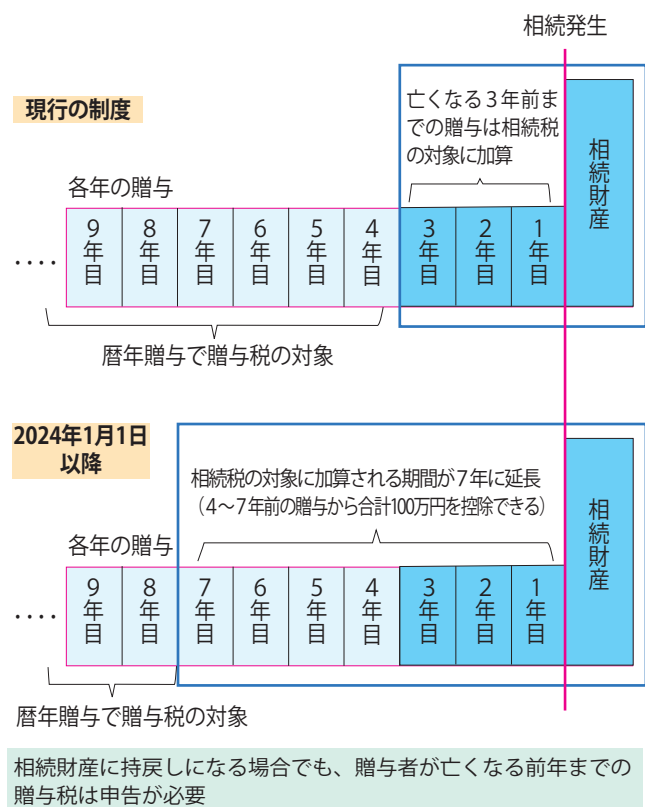 相続発生
現行の制度
亡くなる３年前ま
での贈与は相続税
の対象に加算
相続財産
各年の贈与
‥‥
9年目
8年目
7年目
6年目
5年目
4年目
3年目
2年目
1年目
暦年贈与で贈与税の対象
2024年1月1日
以降
相続税の対象に加算される期間が７年に延長
（４～７年前の贈与から合計100万円を控除できる）
相続財産
各年の贈与
‥‥
9年目
8年目
7年目
6年目
5年目
4年目
3年目
2年目
1年目
暦年贈与で贈与税の対象
相続財産に持戻しになる場合でも、贈与者が亡くなる前年までの
贈与税は申告が必要